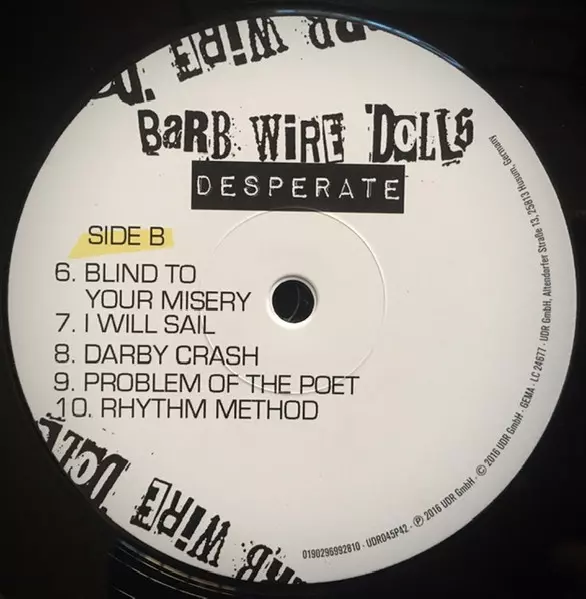 BARB WIRE DOLLS
DESPERATE
SIDE B
6. BLIND TO
YOUR MISERY
7. I WILL SAIL
8. DARBY CRASH
9. PROBLEM OF THE POET
10. RHYTHM METHOD
0190296992810 · UDR045P42 · ℗ 2016 UDR GmbH · © 2016 UDR GmbH · GEMA · LC 24677 · UDR GmbH, Altendorfer Straße 13, 25813 Husum, Germany
WIRE DOLLS